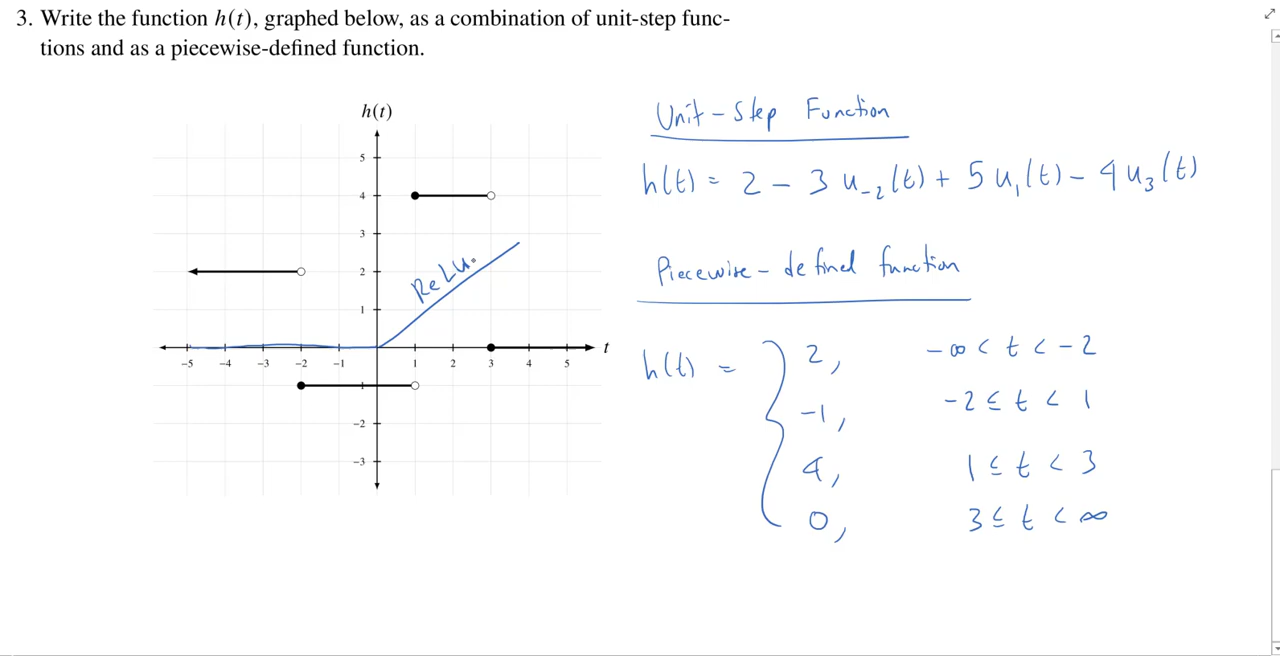 3. Write the function h(t), graphed below, as a combination of unit-step func-
tions and as a piecewise-defined function.
h(t)
5
4
3
2
1
-5 -4 -3 -2 -1 1 2 3 4 5 t
-2
-3
ReLU.
Unit-Step Function
h(t) = 2 - 3 u₋₂(t) + 5 u₁(t) - 4 u₃(t)
Piecewise-defined function
h(t) = { 2, -∞ < t < -2
-1, -2 ≤ t < 1
4, 1 ≤ t < 3
0, 3 ≤ t < ∞